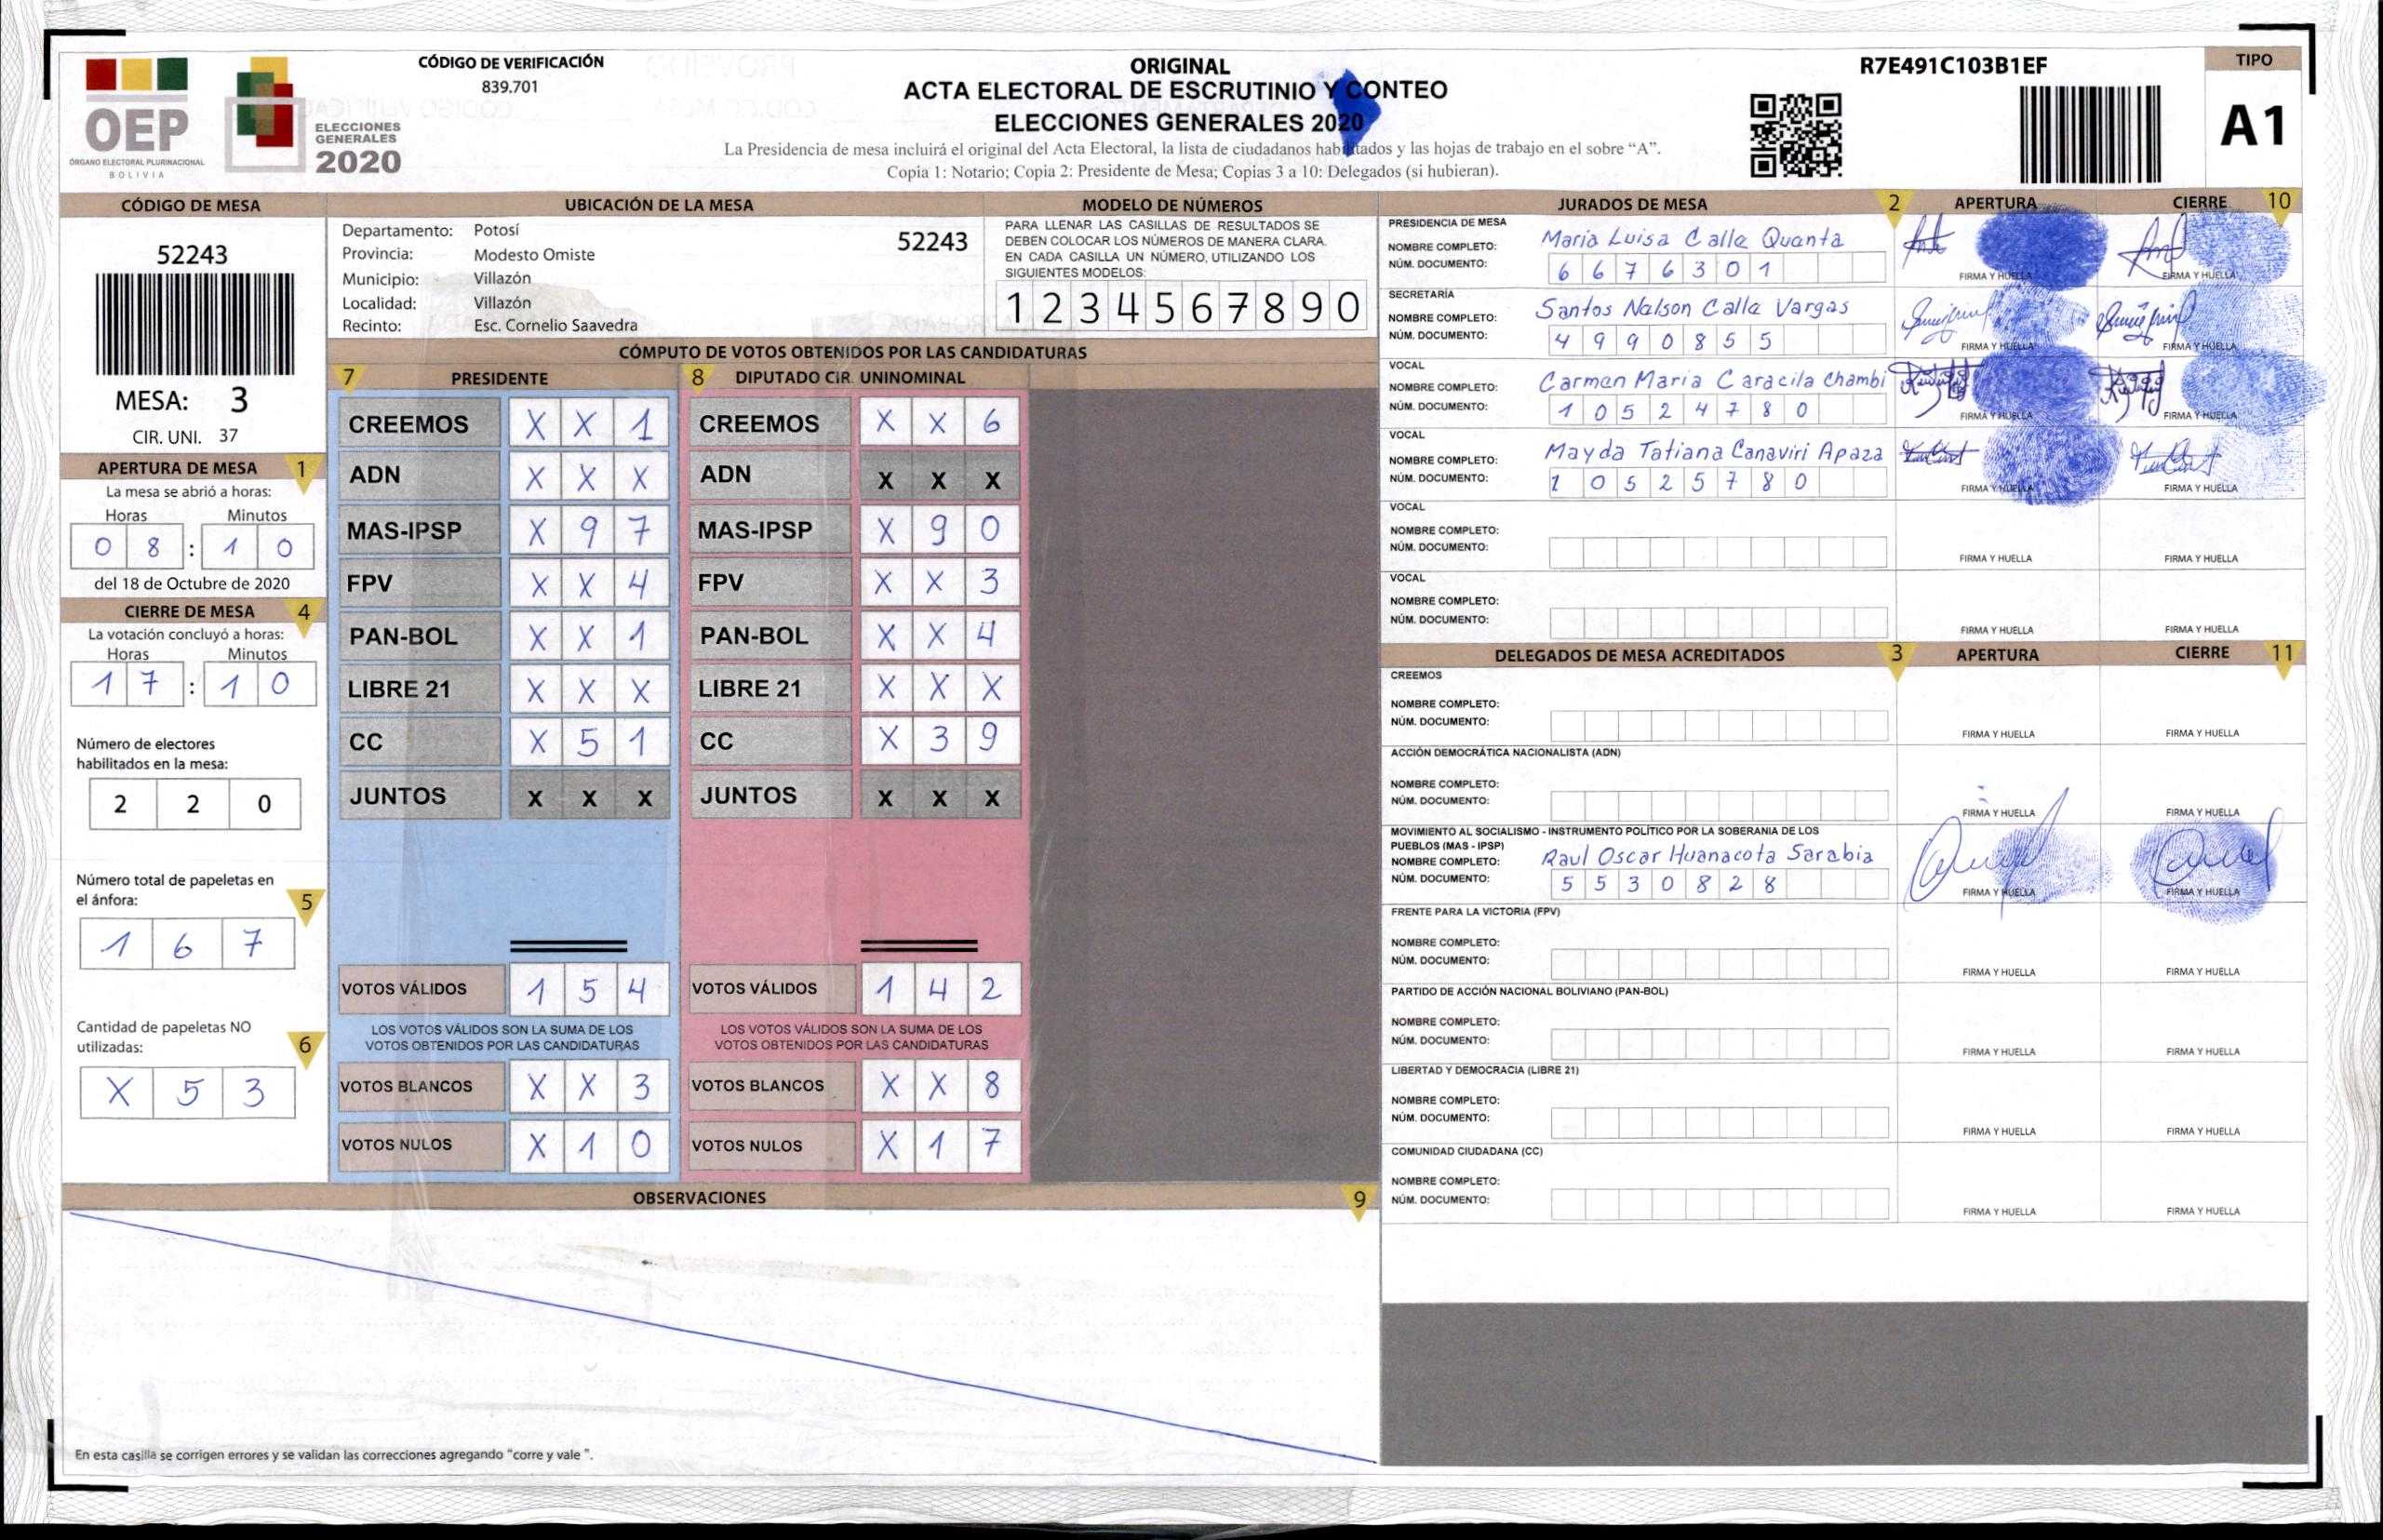 CÓDIGO DE VERIFICACIÓN
839.701
OEP
ÓRGANO ELECTORAL PLURINACIONAL
BOLIVIA
ELECCIONES
GENERALES
2020
ORIGINAL
ACTA ELECTORAL DE ESCRUTINIO Y CONTEO
ELECCIONES GENERALES 2020
La Presidencia de mesa incluirá el original del Acta Electoral, la lista de ciudadanos habilitados y las hojas de trabajo en el sobre “A”.
Copia 1: Notario; Copia 2: Presidente de Mesa; Copias 3 a 10: Delegados (si hubieran).
R7E491C103B1EF
TIPO
A1
CÓDIGO DE MESA
52243
MESA: 3
CIR. UNI. 37
APERTURA DE MESA 1
La mesa se abrió a horas:
Horas Minutos
0 8 : 1 0
del 18 de Octubre de 2020
CIERRE DE MESA 4
La votación concluyó a horas:
Horas Minutos
1 7 : 1 0
Número de electores
habilitados en la mesa:
2 2 0
Número total de papeletas en
el ánfora: 5
1 6 7
Cantidad de papeletas NO
utilizadas: 6
X 5 3
UBICACIÓN DE LA MESA
Departamento: Potosí
Provincia: Modesto Omiste
Municipio: Villazón
Localidad: Villazón
Recinto: Esc. Cornelio Saavedra
52243
MODELO DE NÚMEROS
PARA LLENAR LAS CASILLAS DE RESULTADOS SE
DEBEN COLOCAR LOS NÚMEROS DE MANERA CLARA.
EN CADA CASILLA UN NÚMERO, UTILIZANDO LOS
SIGUIENTES MODELOS:
1 2 3 4 5 6 7 8 9 0
CÓMPUTO DE VOTOS OBTENIDOS POR LAS CANDIDATURAS
7 PRESIDENTE
CREEMOS X X 1
ADN X X X
MAS-IPSP X 9 7
FPV X X 4
PAN-BOL X X 1
LIBRE 21 X X X
CC X 5 1
JUNTOS X X X
VOTOS VÁLIDOS 1 5 4
LOS VOTOS VÁLIDOS SON LA SUMA DE LOS
VOTOS OBTENIDOS POR LAS CANDIDATURAS
VOTOS BLANCOS X X 3
VOTOS NULOS X 1 0
8 DIPUTADO CIR. UNINOMINAL
CREEMOS X X 6
ADN X X X
MAS-IPSP X 9 0
FPV X X 3
PAN-BOL X X 4
LIBRE 21 X X X
CC X 3 9
JUNTOS X X X
VOTOS VÁLIDOS 1 4 2
LOS VOTOS VÁLIDOS SON LA SUMA DE LOS
VOTOS OBTENIDOS POR LAS CANDIDATURAS
VOTOS BLANCOS X X 8
VOTOS NULOS X 1 7
OBSERVACIONES 9
En esta casilla se corrigen errores y se validan las correcciones agregando "corre y vale ".
JURADOS DE MESA 2 APERTURA CIERRE 10
PRESIDENCIA DE MESA
NOMBRE COMPLETO: Maria Luisa Calla Quanta
NÚM. DOCUMENTO: 6 6 7 6 3 0 1
FIRMA Y HUELLA FIRMA Y HUELLA
SECRETARÍA
NOMBRE COMPLETO: Santos Nelson Calla Vargas
NÚM. DOCUMENTO: 4 9 9 0 8 5 5
FIRMA Y HUELLA FIRMA Y HUELLA
VOCAL
NOMBRE COMPLETO: Carmen Maria Caracila Chambi
NÚM. DOCUMENTO: 1 0 5 2 4 7 8 0
FIRMA Y HUELLA FIRMA Y HUELLA
VOCAL
NOMBRE COMPLETO: Mayda Tatiana Canaviri Apaza
NÚM. DOCUMENTO: 1 0 5 2 5 7 8 0
FIRMA Y HUELLA FIRMA Y HUELLA
VOCAL
NOMBRE COMPLETO:
NÚM. DOCUMENTO:
FIRMA Y HUELLA FIRMA Y HUELLA
VOCAL
NOMBRE COMPLETO:
NÚM. DOCUMENTO:
FIRMA Y HUELLA FIRMA Y HUELLA
DELEGADOS DE MESA ACREDITADOS 3 APERTURA CIERRE 11
CREEMOS
NOMBRE COMPLETO:
NÚM. DOCUMENTO:
FIRMA Y HUELLA FIRMA Y HUELLA
ACCIÓN DEMOCRÁTICA NACIONALISTA (ADN)
NOMBRE COMPLETO:
NÚM. DOCUMENTO:
FIRMA Y HUELLA FIRMA Y HUELLA
MOVIMIENTO AL SOCIALISMO - INSTRUMENTO POLÍTICO POR LA SOBERANIA DE LOS
PUEBLOS (MAS - IPSP)
NOMBRE COMPLETO: Raul Oscar Huanacota Sarabia
NÚM. DOCUMENTO: 5 5 3 0 8 2 8
FIRMA Y HUELLA FIRMA Y HUELLA
FRENTE PARA LA VICTORIA (FPV)
NOMBRE COMPLETO:
NÚM. DOCUMENTO:
FIRMA Y HUELLA FIRMA Y HUELLA
PARTIDO DE ACCIÓN NACIONAL BOLIVIANO (PAN-BOL)
NOMBRE COMPLETO:
NÚM. DOCUMENTO:
FIRMA Y HUELLA FIRMA Y HUELLA
LIBERTAD Y DEMOCRACIA (LIBRE 21)
NOMBRE COMPLETO:
NÚM. DOCUMENTO:
FIRMA Y HUELLA FIRMA Y HUELLA
COMUNIDAD CIUDADANA (CC)
NOMBRE COMPLETO:
NÚM. DOCUMENTO:
FIRMA Y HUELLA FIRMA Y HUELLA